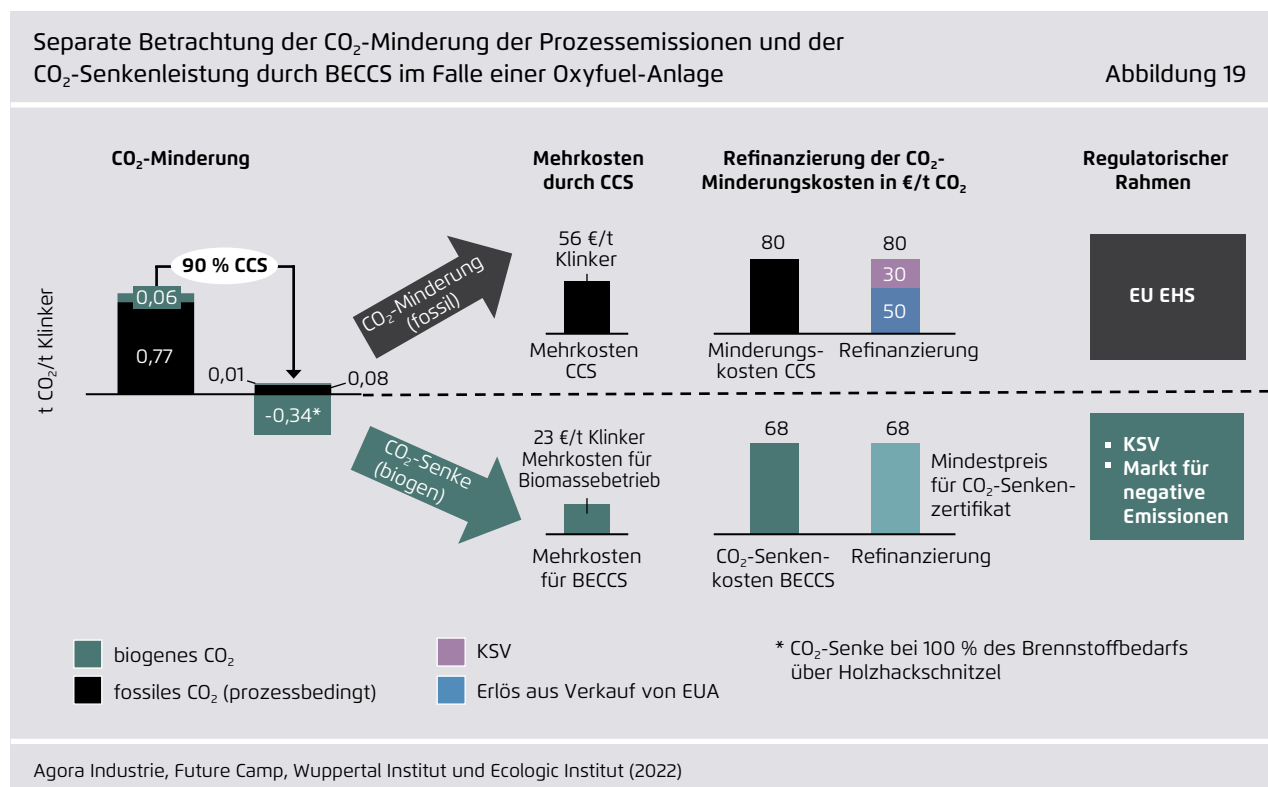 Separate Betrachtung der CO₂-Minderung der Prozessemissionen und der
CO₂-Senkenleistung durch BECCS im Falle einer Oxyfuel-Anlage
Abbildung 19
CO₂-Minderung
Mehrkosten
durch CCS
Refinanzierung der CO₂-
Minderungskosten in €/t CO₂
Regulatorischer
Rahmen
t CO₂/t Klinker
90 % CCS
0,06
0,77
0,01
0,08
-0,34*
CO₂-Minderung
(fossil)
56 €/t
Klinker
Mehrkosten
CCS
80
Minderungs-
kosten CCS
80
30
50
Refinanzierung
EU EHS
CO₂-Senke
(biogen)
23 €/t Klinker
Mehrkosten für
Biomassebetrieb
Mehrkosten
für BECCS
68
CO₂-Senken-
kosten BECCS
68
Refinanzierung
Mindestpreis
für CO₂-Senken-
zertifikat
▪ KSV
▪ Markt für
negative
Emissionen
biogenes CO₂
fossiles CO₂ (prozessbedingt)
KSV
Erlös aus Verkauf von EUA
* CO₂-Senke bei 100 % des Brennstoffbedarfs
über Holzhackschnitzel
Agora Industrie, Future Camp, Wuppertal Institut und Ecologic Institut (2022)